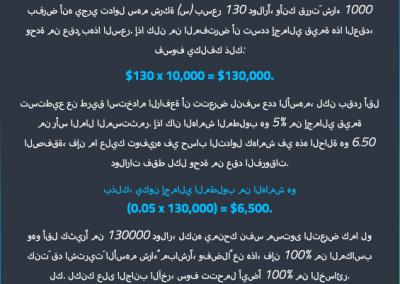 بفرض أنه يجري تداول سهم شركة (س) بسعر 130 دولارًا، وأنك قررت شراء 1000
وحدة من عقد بهذا السعر. إذا كان من المفترض أن تسدد إجمالي قيمة هذا العقد،
فسوف يكلفك ذلك:
$130 x 10,000 = $130,000.
تستطيع عن طريق استخدام الرافعة أن تتعرض لنفس عدد الأسهم، لكن بقدر أقل
من رأس المال المستثمر. إذا كان الهامش المطلوب هو 5% من إجمالي قيمة
الصفقة، فإن ما عليك توفيره في حساب التداول كهامش في هذه الحالة هو 6.50
دولارات فقط لكل وحدة من عقد الفروقات.
بذلك، يكون إجمالي المطلوب من الهامش هو
(0.05 x 130,000) = $6,500.
وهو أقل كثيرًا من 130000 دولار، لكنه يمنحك نفس مستوى التعرض كما لو
كنت قد اشتريت الأسهم شراءً مباشرًا، وفضلاً عن هذا، فإن 100% من المكاسب
لك. لكن على الجانب الآخر، سوف تتحمل أيضًا 100% من الخسائر.